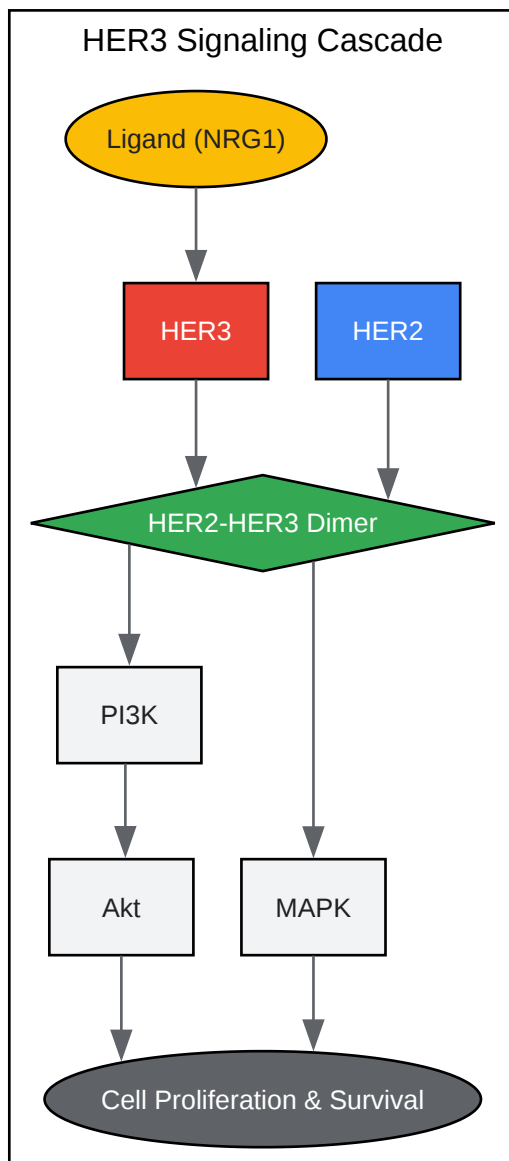 HER3 Signaling Cascade
Ligand (NRG1)
HER3
HER2
HER2-HER3 Dimer
PI3K
Akt
MAPK
Cell Proliferation & Survival